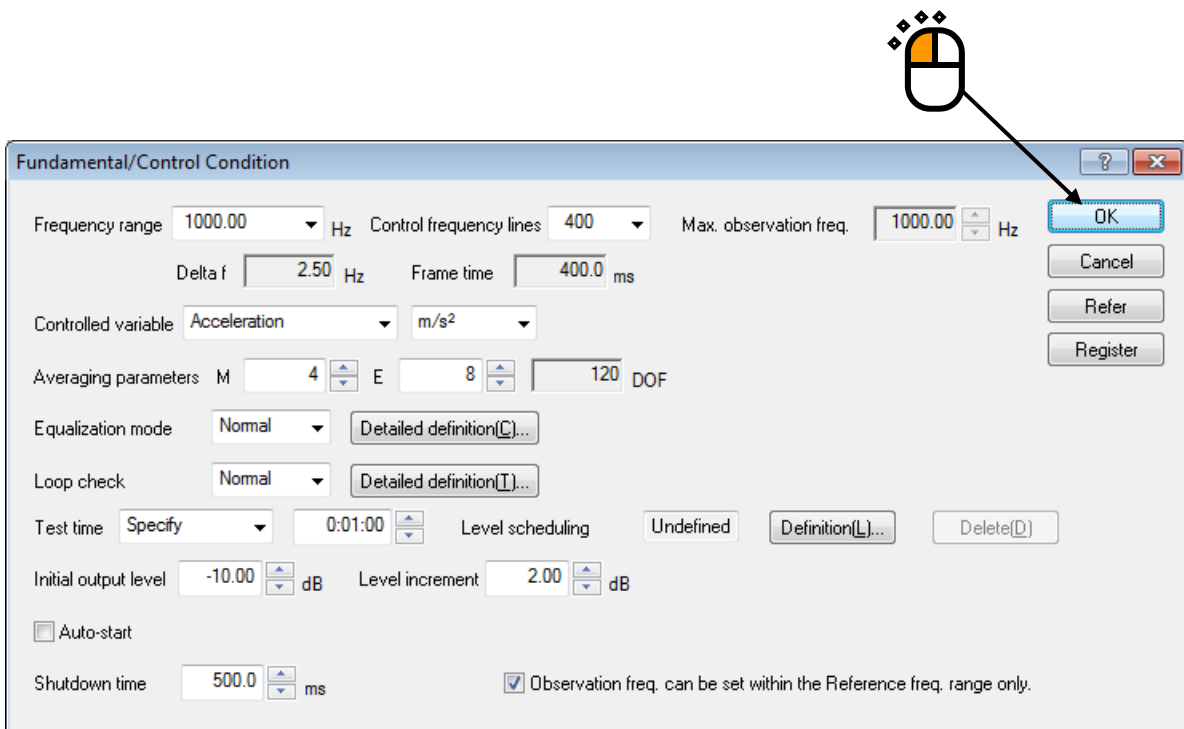 Fundamental/Control Condition
Frequency range 1000.00 Hz Control frequency lines 400 Max. observation freq. 1000.00 Hz OK
Delta f 2.50 Hz Frame time 400.0 ms Cancel
Controlled variable Acceleration m/s² Refer
Register
Averaging parameters M 4 E 8 120 DOF
Equalization mode Normal Detailed definition(C)...
Loop check Normal Detailed definition(T)...
Test time Specify 0:01:00 Level scheduling Undefined Definition(L)... Delete(D)
Initial output level -10.00 dB Level increment 2.00 dB
Auto-start
Shutdown time 500.0 ms Observation freq. can be set within the Reference freq. range only.